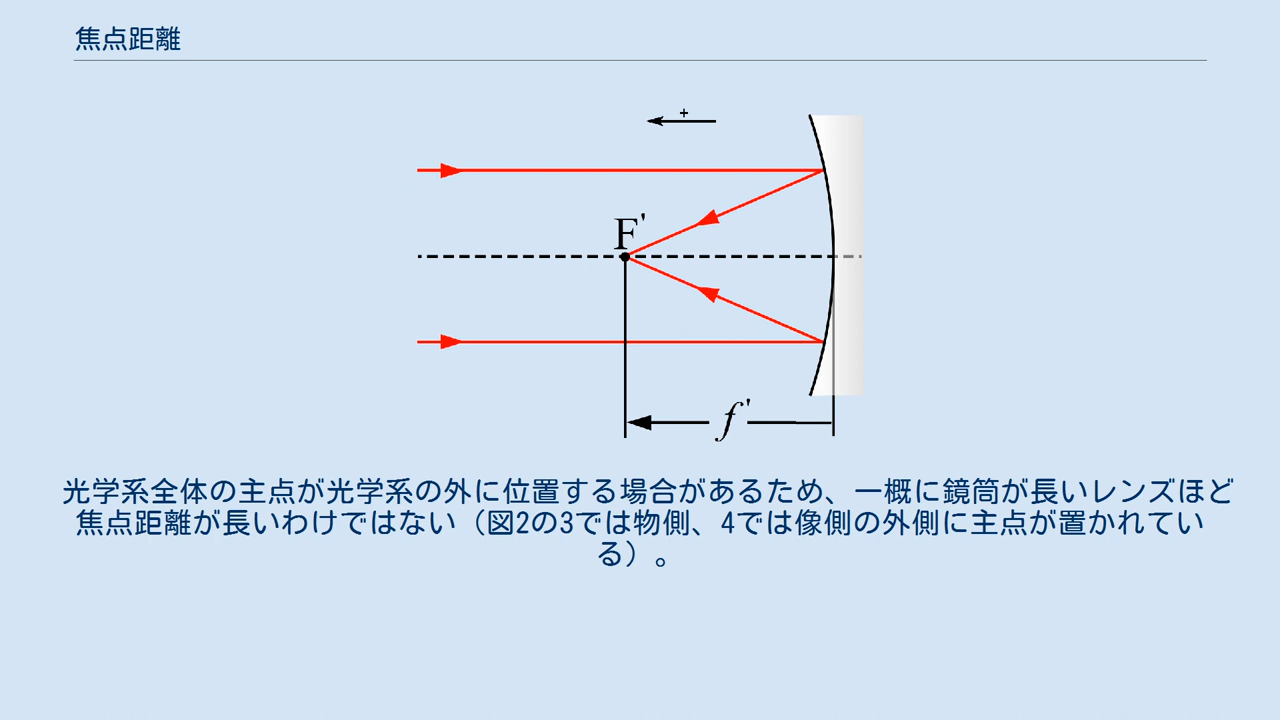 焦点距離
+
F'
f'
光学系全体の主点が光学系の外に位置する場合があるため、一概に鏡筒が長いレンズほど
焦点距離が長いわけではない（図2の3では物側、4では像側の外側に主点が置かれてい
る）。